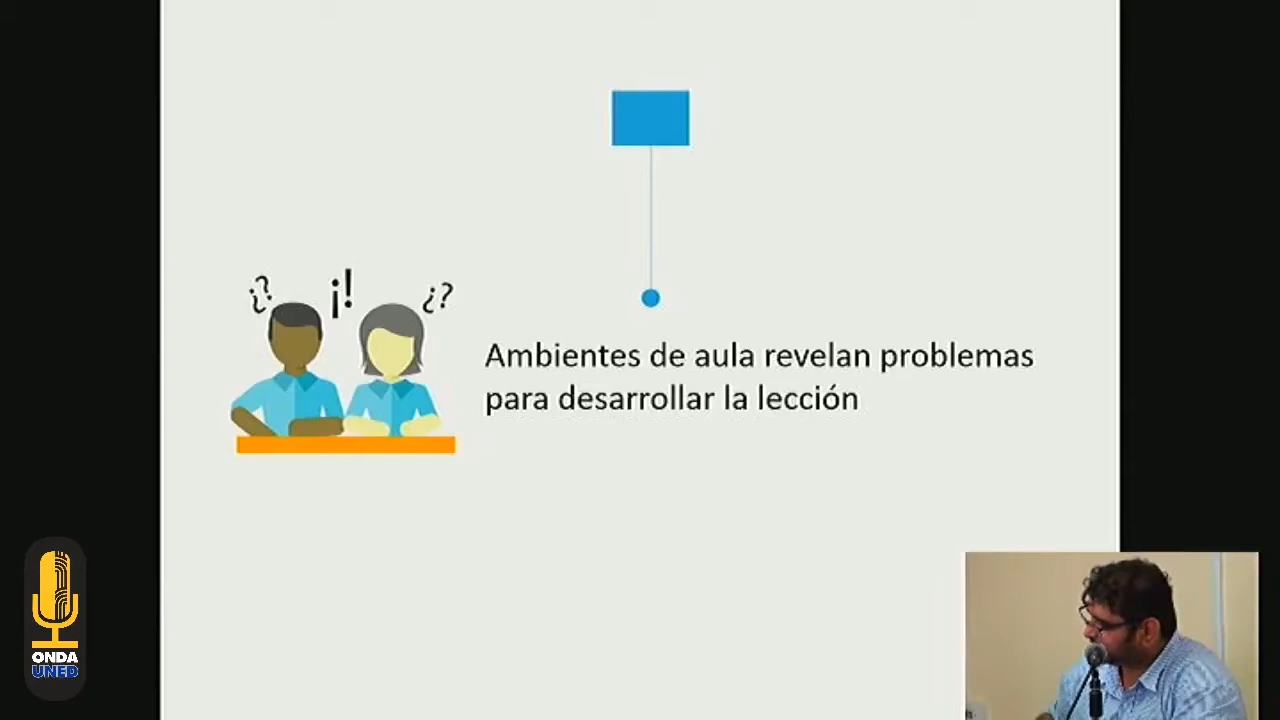 ¿? ¡! ¿?
Ambientes de aula revelan problemas
para desarrollar la lección
ONDA
UNED